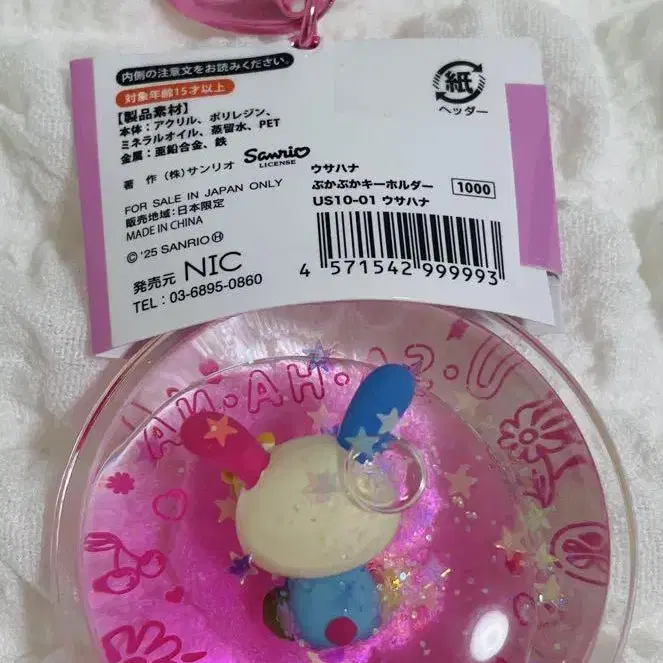 内側の注意文をお読みください。
対象年齢15才以上
【製品素材】
本体：アクリル、ポリレジン、
ミネラルオイル、蒸留水、PET
金属：亜鉛合金、鉄
著 作 (株)サンリオ
Sanrio
LICENSE
FOR SALE IN JAPAN ONLY
販売地域：日本限定
MADE IN CHINA
© '25 SANRIO Ⓗ
発売元 NIC
TEL：03-6895-0860
紙
ヘッダー
ウサハナ
ぷかぷかキーホルダー
1000
US10-01 ウサハナ
4 571542 999993
U・SA・HA・NA